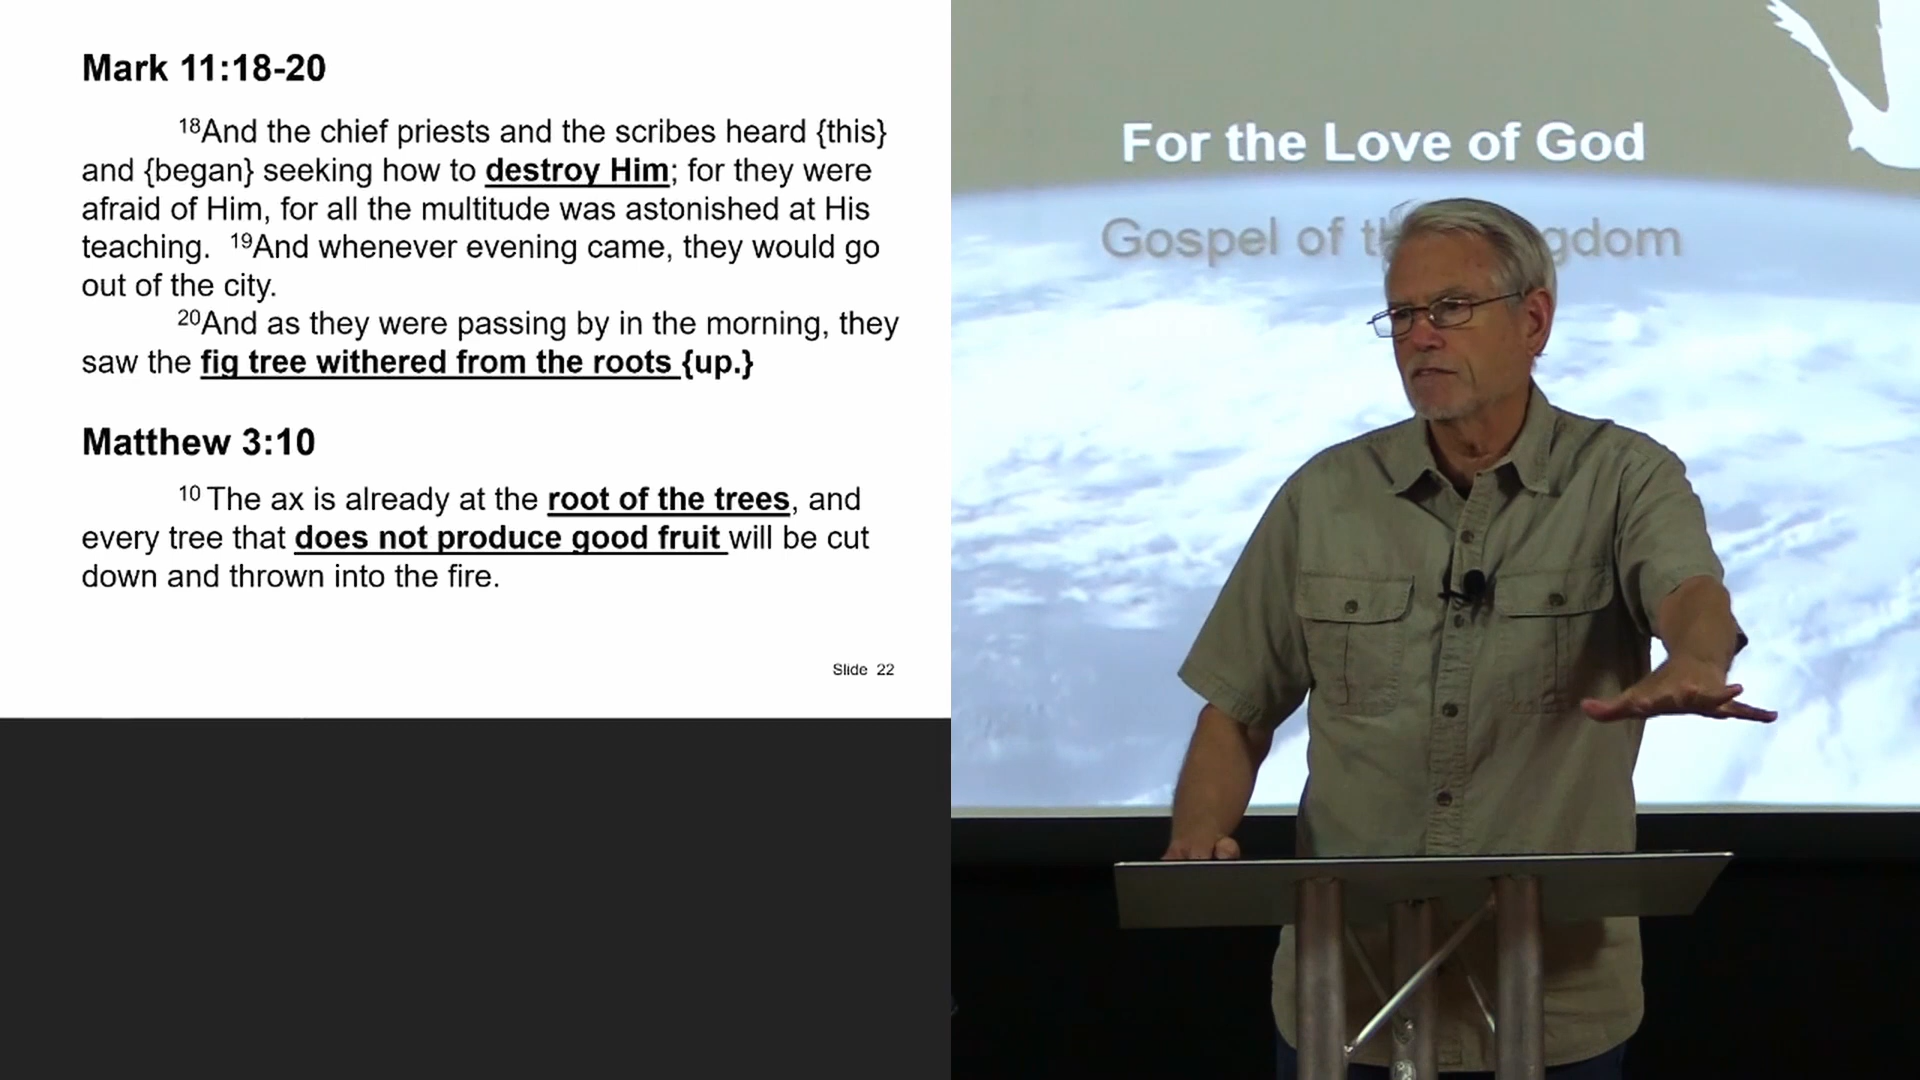 Mark 11:18-20
18And the chief priests and the scribes heard {this}
and {began} seeking how to destroy Him; for they were
afraid of Him, for all the multitude was astonished at His
teaching. 19And whenever evening came, they would go
out of the city.
20And as they were passing by in the morning, they
saw the fig tree withered from the roots {up.}
Matthew 3:10
10 The ax is already at the root of the trees, and
every tree that does not produce good fruit will be cut
down and thrown into the fire.
Slide 22
For the Love of God
Gospel of